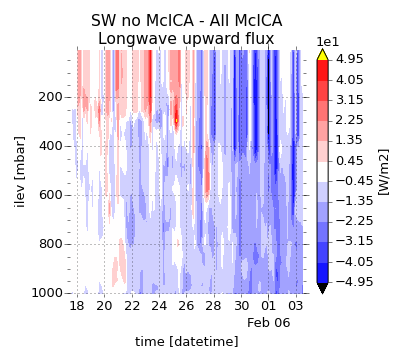 SW no McICA - All McICA
Longwave upward flux
1e1
4.95
4.05
3.15
2.25
1.35
0.45
−0.45
−1.35
−2.25
−3.15
−4.05
−4.95
[W/m2]
ilev [mbar]
200
400
600
800
1000
18 20 22 24 26 28 30 01 03
Feb 06
time [datetime]